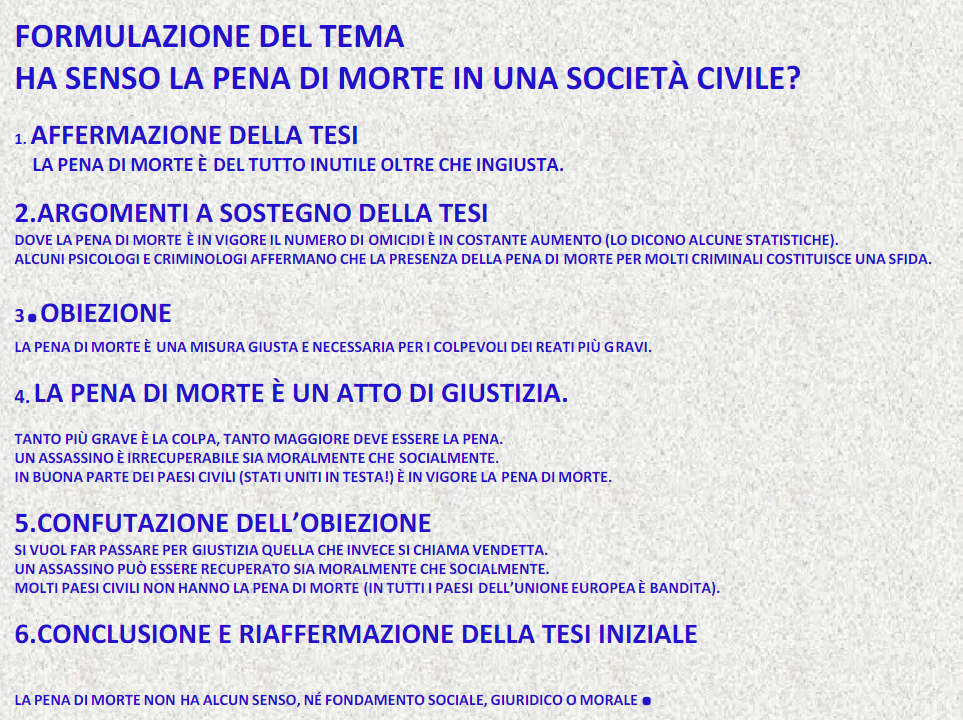 FORMULAZIONE DEL TEMA
HA SENSO LA PENA DI MORTE IN UNA SOCIETÀ CIVILE?
1. AFFERMAZIONE DELLA TESI
LA PENA DI MORTE È DEL TUTTO INUTILE OLTRE CHE INGIUSTA.
2.ARGOMENTI A SOSTEGNO DELLA TESI
DOVE LA PENA DI MORTE È IN VIGORE IL NUMERO DI OMICIDI È IN COSTANTE AUMENTO (LO DICONO ALCUNE STATISTICHE).
ALCUNI PSICOLOGI E CRIMINOLOGI AFFERMANO CHE LA PRESENZA DELLA PENA DI MORTE PER MOLTI CRIMINALI COSTITUISCE UNA SFIDA.
3.OBIEZIONE
LA PENA DI MORTE È UNA MISURA GIUSTA E NECESSARIA PER I COLPEVOLI DEI REATI PIÙ GRAVI.
4. LA PENA DI MORTE È UN ATTO DI GIUSTIZIA.
TANTO PIÙ GRAVE È LA COLPA, TANTO MAGGIORE DEVE ESSERE LA PENA.
UN ASSASSINO È IRRECUPERABILE SIA MORALMENTE CHE SOCIALMENTE.
IN BUONA PARTE DEI PAESI CIVILI (STATI UNITI IN TESTA!) È IN VIGORE LA PENA DI MORTE.
5.CONFUTAZIONE DELL’OBIEZIONE
SI VUOL FAR PASSARE PER GIUSTIZIA QUELLA CHE INVECE SI CHIAMA VENDETTA.
UN ASSASSINO PUÒ ESSERE RECUPERATO SIA MORALMENTE CHE SOCIALMENTE.
MOLTI PAESI CIVILI NON HANNO LA PENA DI MORTE (IN TUTTI I PAESI DELL’UNIONE EUROPEA È BANDITA).
6.CONCLUSIONE E RIAFFERMAZIONE DELLA TESI INIZIALE
LA PENA DI MORTE NON HA ALCUN SENSO, NÉ FONDAMENTO SOCIALE, GIURIDICO O MORALE .